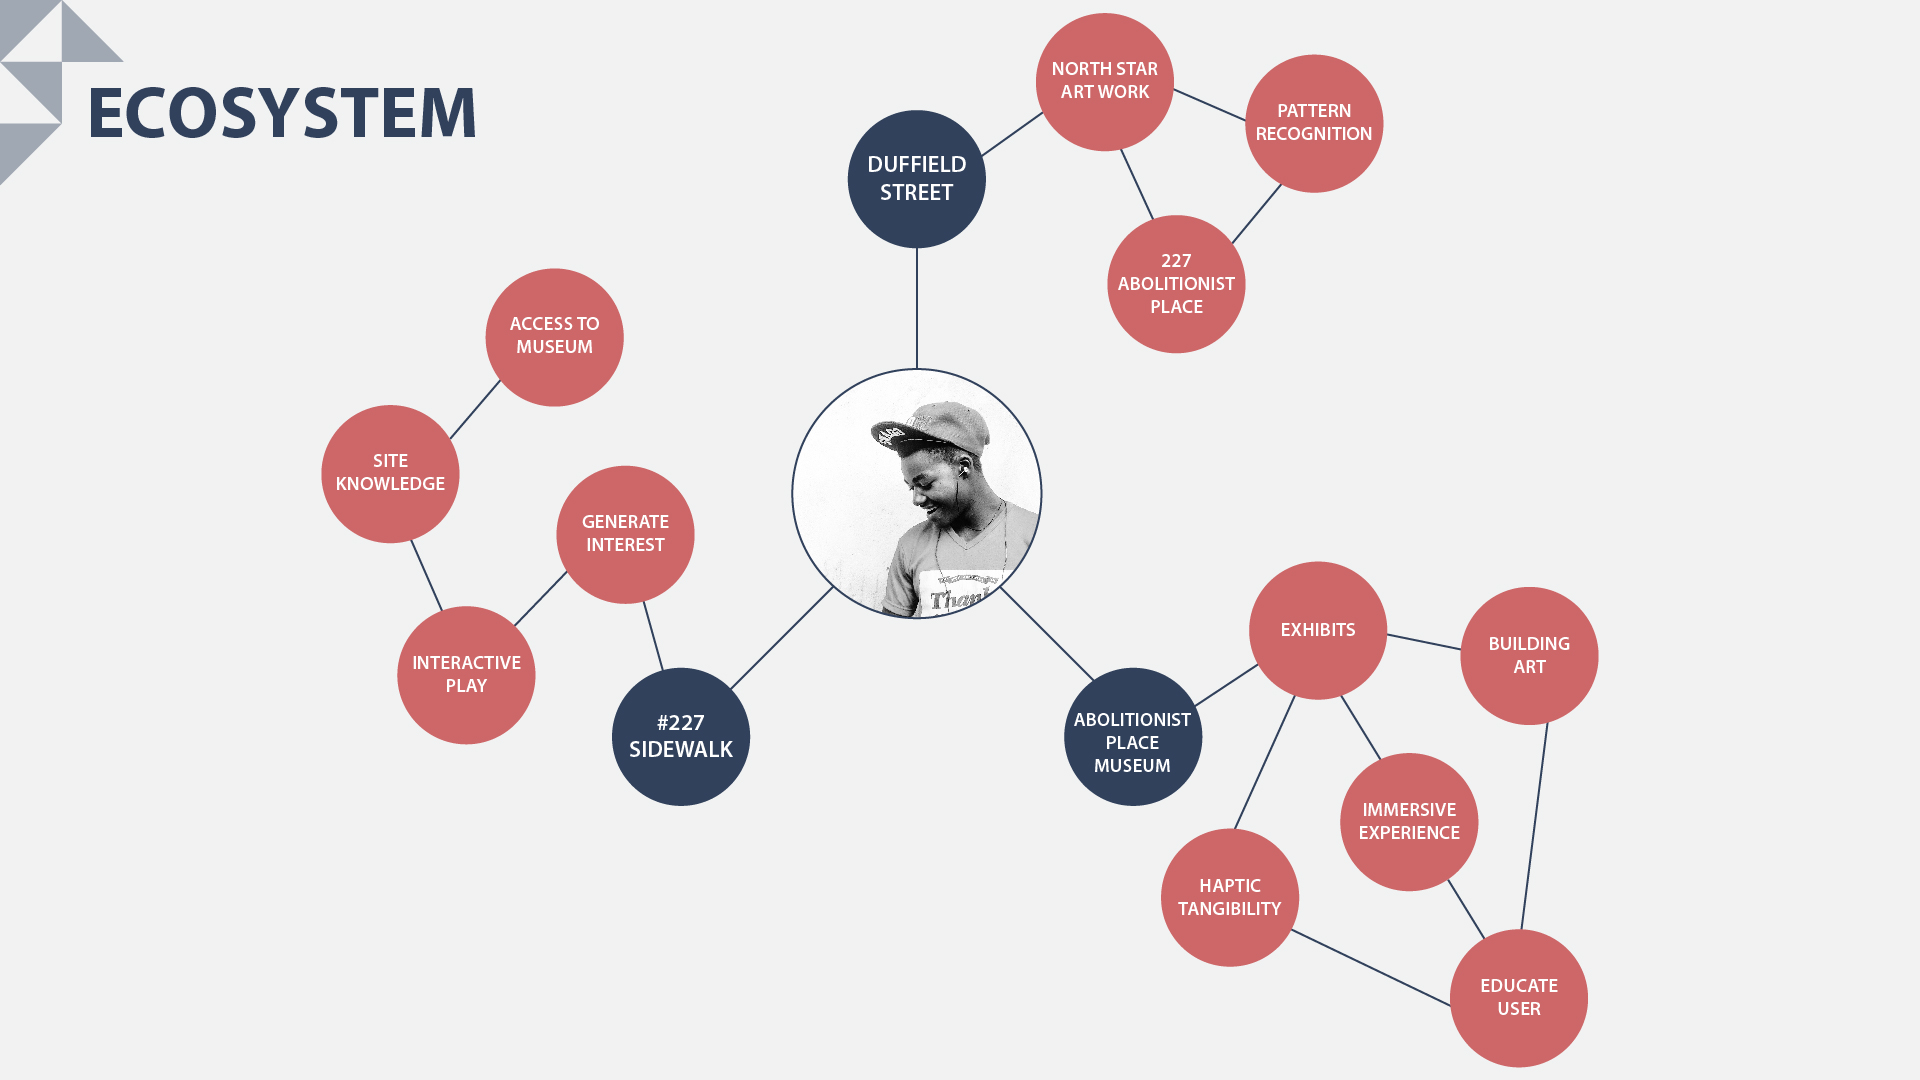 ECOSYSTEM
NORTH STAR
ART WORK
PATTERN
RECOGNITION
DUFFIELD
STREET
227
ABOLITIONIST
PLACE
ACCESS TO
MUSEUM
SITE
KNOWLEDGE
GENERATE
INTEREST
INTERACTIVE
PLAY
#227
SIDEWALK
Thank
ABOLITIONIST
PLACE
MUSEUM
EXHIBITS
BUILDING
ART
IMMERSIVE
EXPERIENCE
HAPTIC
TANGIBILITY
EDUCATE
USER